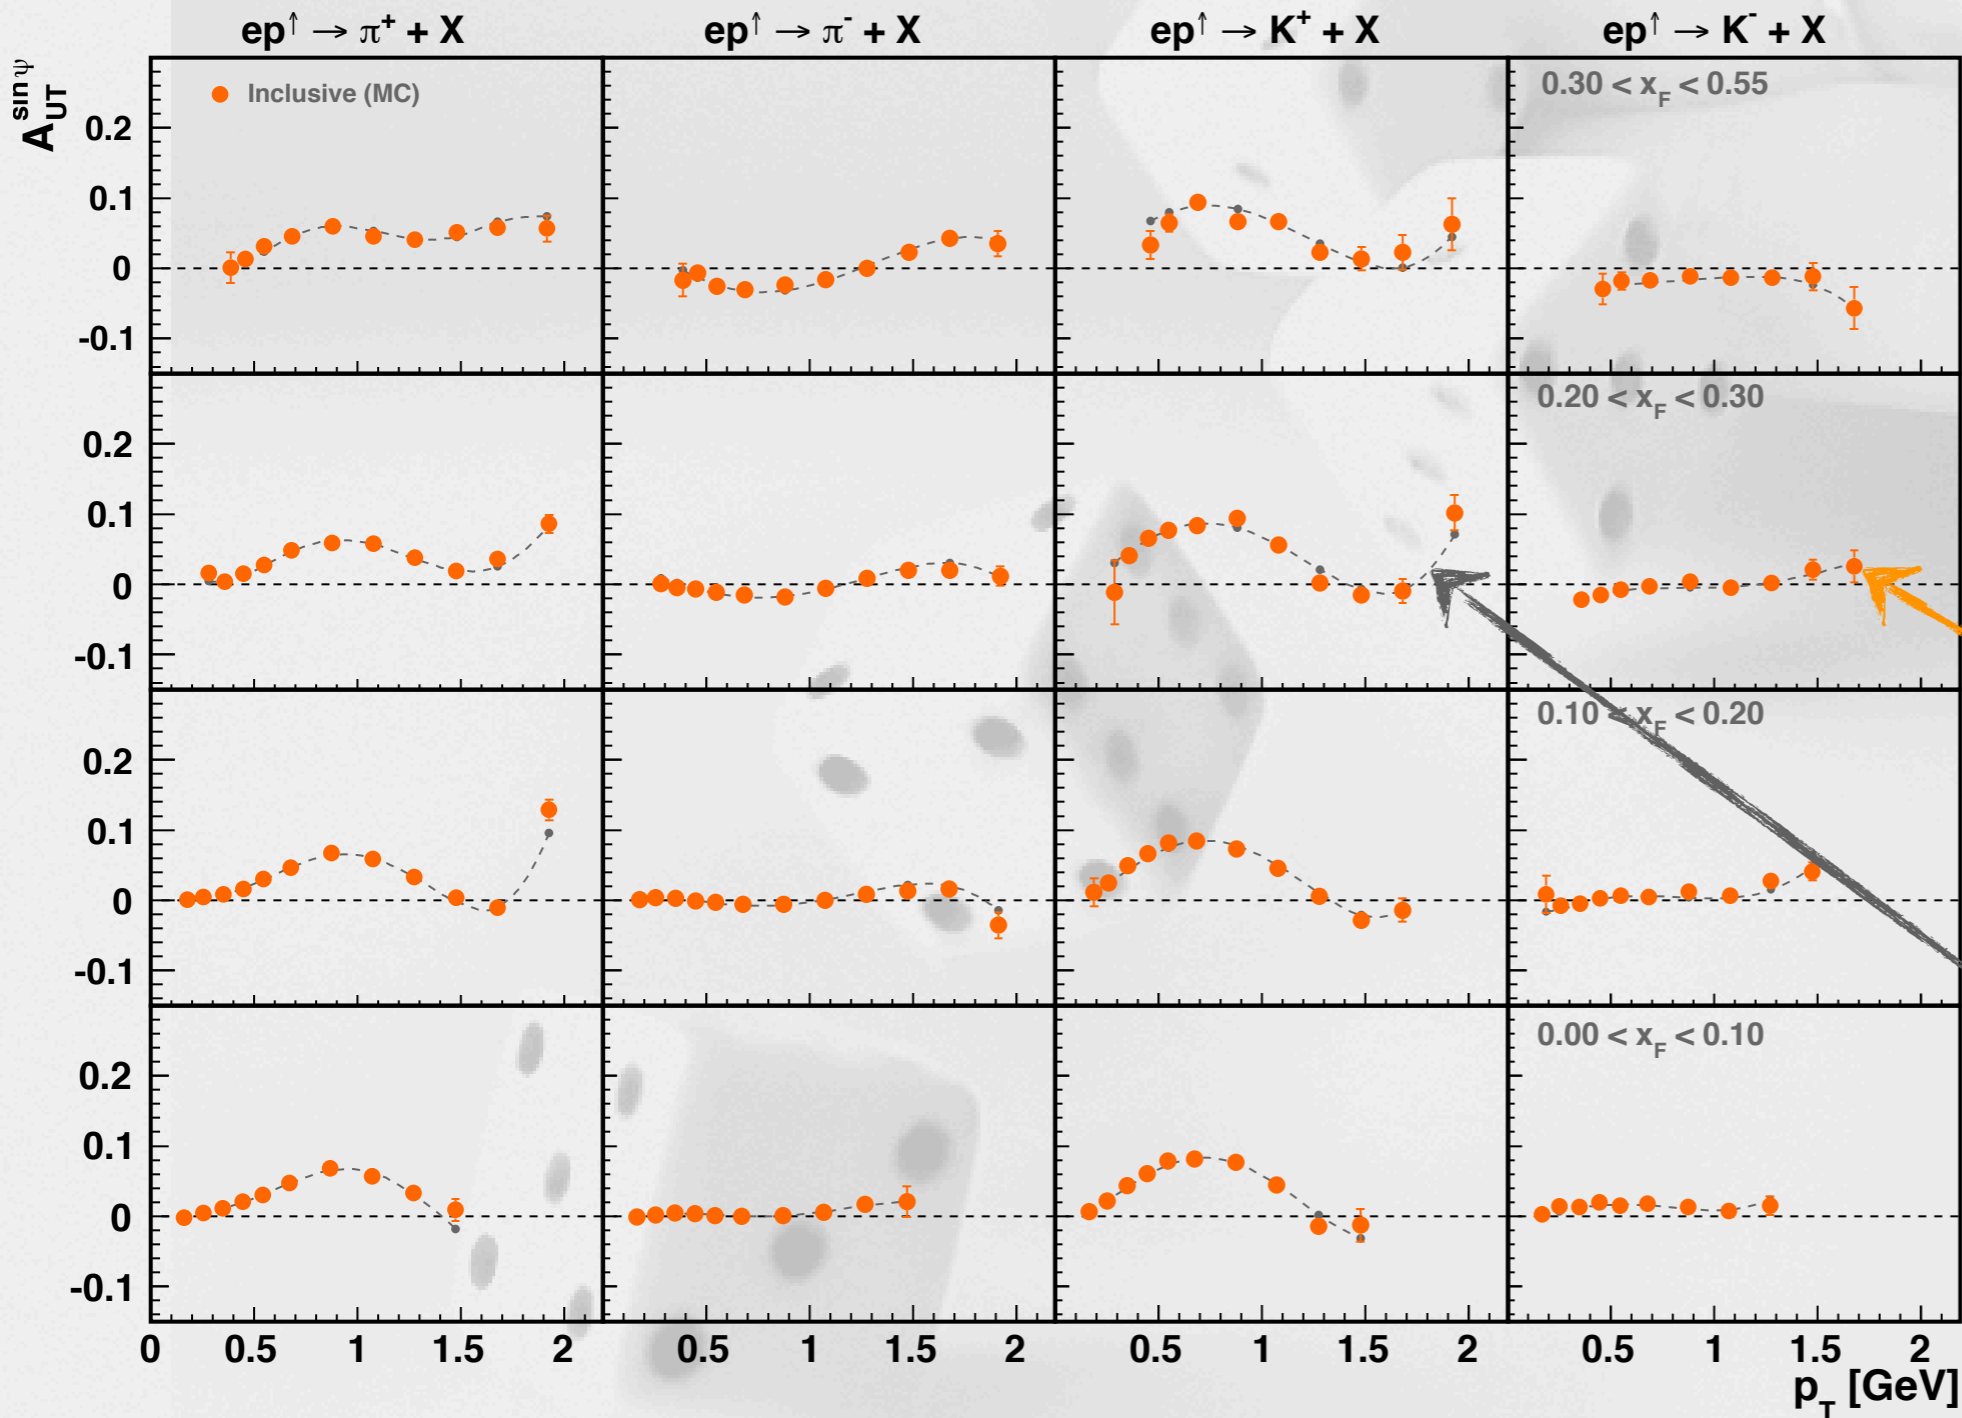 ep↑ → π+ + X
ep↑ → π- + X
ep↑ → K+ + X
ep↑ → K- + X
A_UT^sin ψ
Inclusive (MC)
0.30 < x_F < 0.55
0.2
0.1
0
-0.1
0.20 < x_F < 0.30
0.2
0.1
0
-0.1
0.10 < x_F < 0.20
0.2
0.1
0
-0.1
0.00 < x_F < 0.10
0.2
0.1
0
-0.1
0 0.5 1 1.5 2 0.5 1 1.5 2 0.5 1 1.5 2 0.5 1 1.5 2
p_T [GeV]